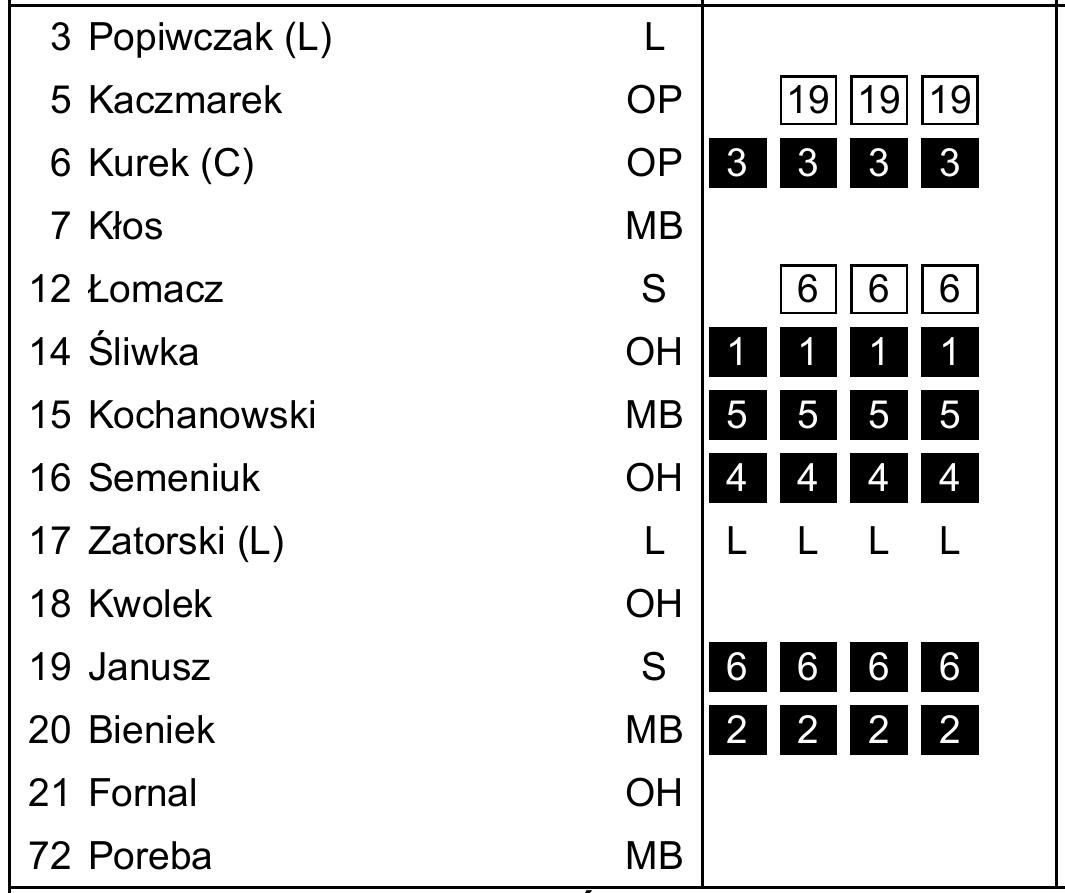 3 Popiwczak (L) L
5 Kaczmarek OP 19 19 19
6 Kurek (C) OP 3 3 3 3
7 Kłos MB
12 Łomacz S 6 6 6
14 Śliwka OH 1 1 1 1
15 Kochanowski MB 5 5 5 5
16 Semeniuk OH 4 4 4 4
17 Zatorski (L) L L L L L
18 Kwolek OH
19 Janusz S 6 6 6 6
20 Bieniek MB 2 2 2 2
21 Fornal OH
72 Poreba MB